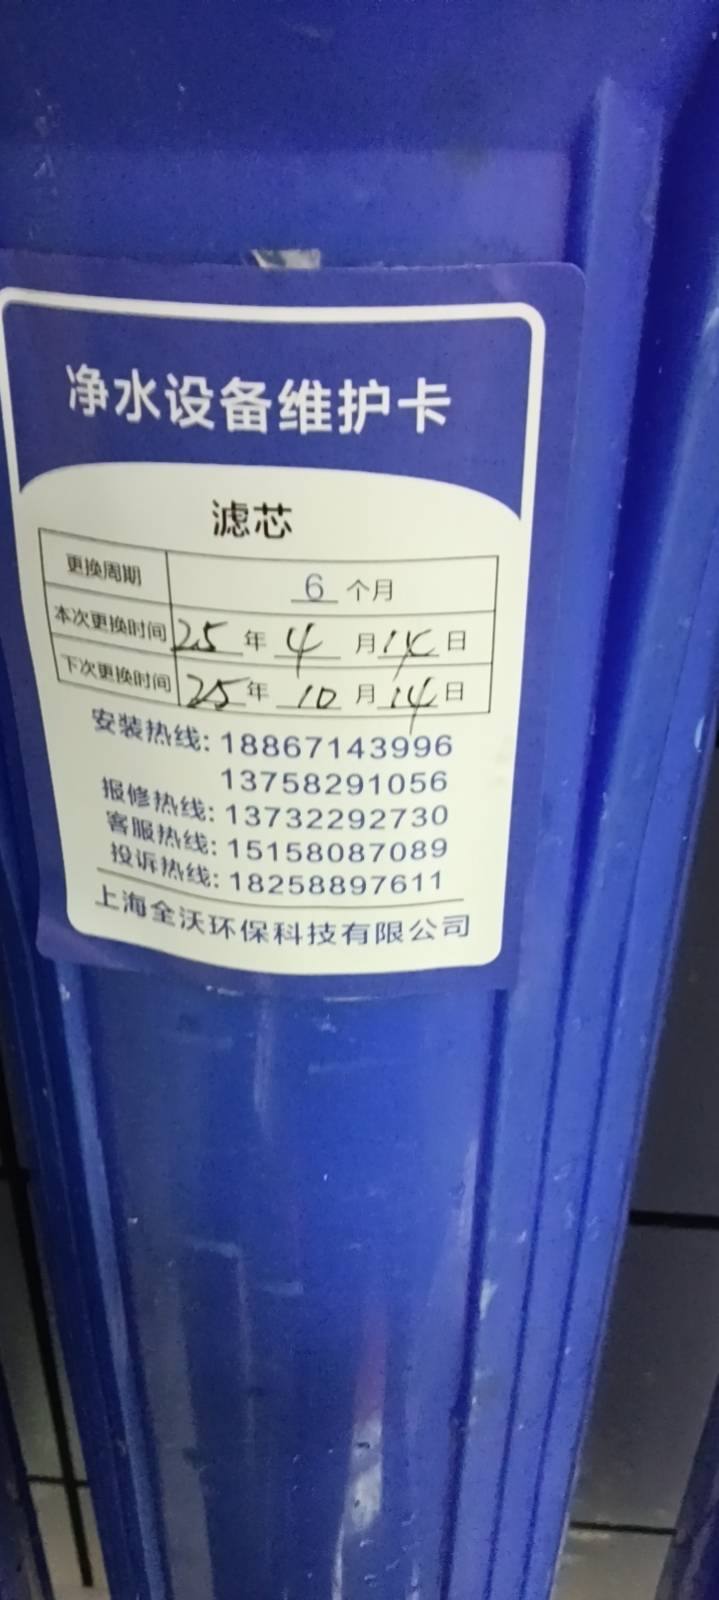 净水设备维护卡
滤芯
更换周期 6 个月
本次更换时间 25 年 4 月 14 日
下次更换时间 25 年 10 月 14 日
安装热线: 18867143996
13758291056
报修热线: 13732292730
客服热线: 15158087089
投诉热线: 18258897611
上海全沃环保科技有限公司